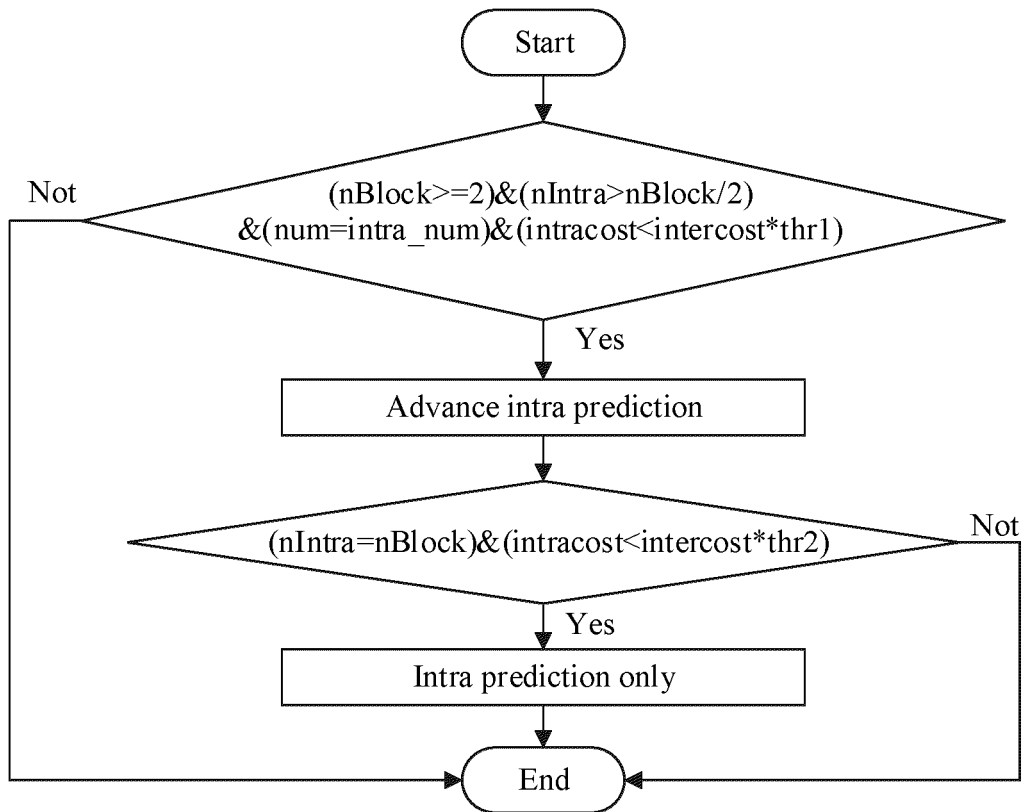 Start
Not
(nBlock>=2)&(nIntra>nBlock/2)
&(num=intra_num)&(intracost<intercost*thr1)
Yes
Advance intra prediction
(nIntra=nBlock)&(intracost<intercost*thr2)
Not
Yes
Intra prediction only
End